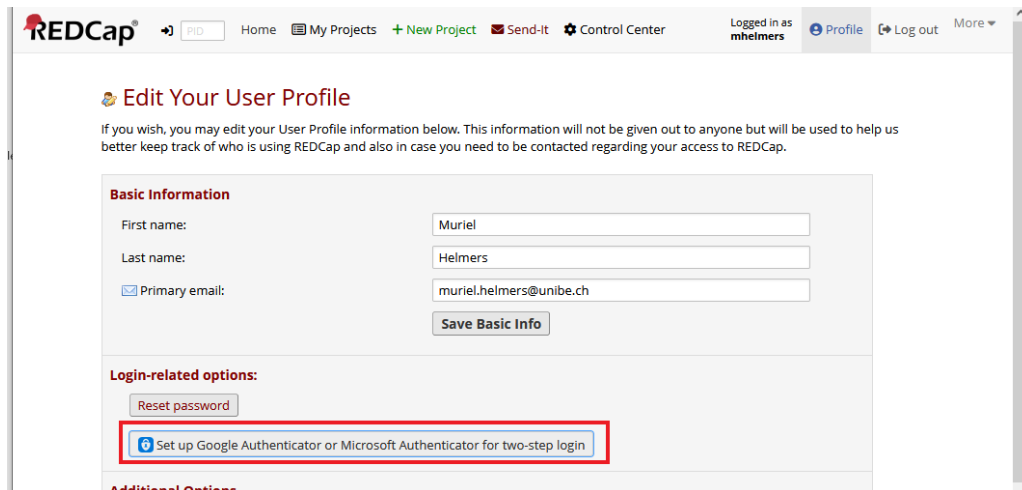 REDCap® PID Home My Projects + New Project Send-It Control Center Logged in as mhelmers Profile Log out More
Edit Your User Profile
If you wish, you may edit your User Profile information below. This information will not be given out to anyone but will be used to help us
better keep track of who is using REDCap and also in case you need to be contacted regarding your access to REDCap.
Basic Information
First name: Muriel
Last name: Helmers
Primary email: muriel.helmers@unibe.ch
Save Basic Info
Login-related options:
Reset password
Set up Google Authenticator or Microsoft Authenticator for two-step login
Additional Options